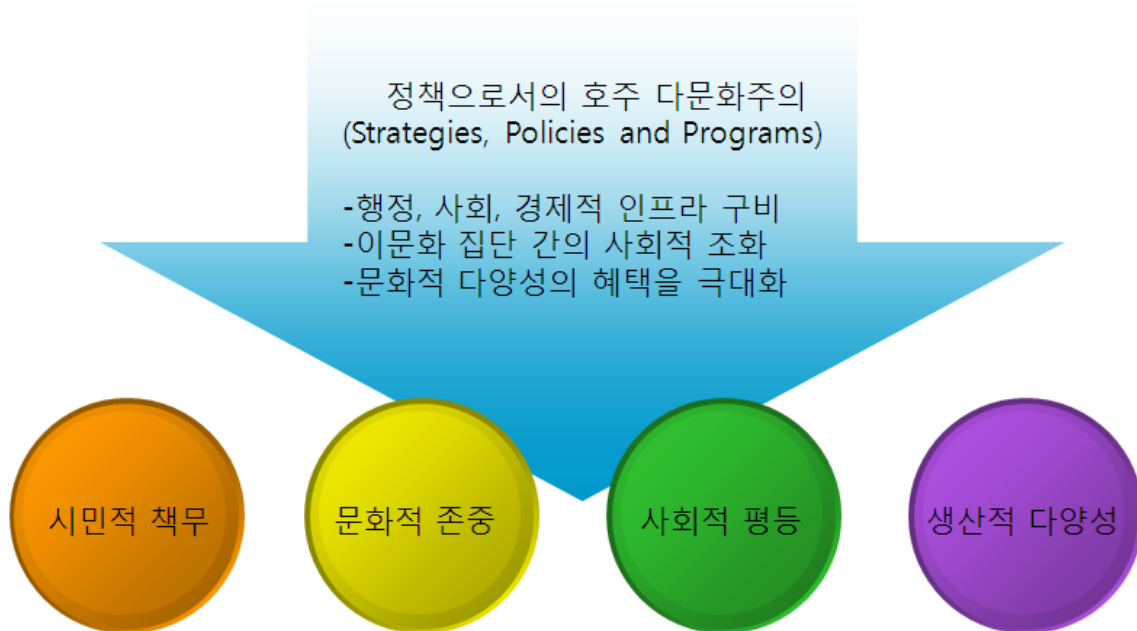 정책으로서의 호주 다문화주의
(Strategies, Policies and Programs)
-행정, 사회, 경제적 인프라 구비
-이문화 집단 간의 사회적 조화
-문화적 다양성의 혜택을 극대화
시민적 책무
문화적 존중
사회적 평등
생산적 다양성